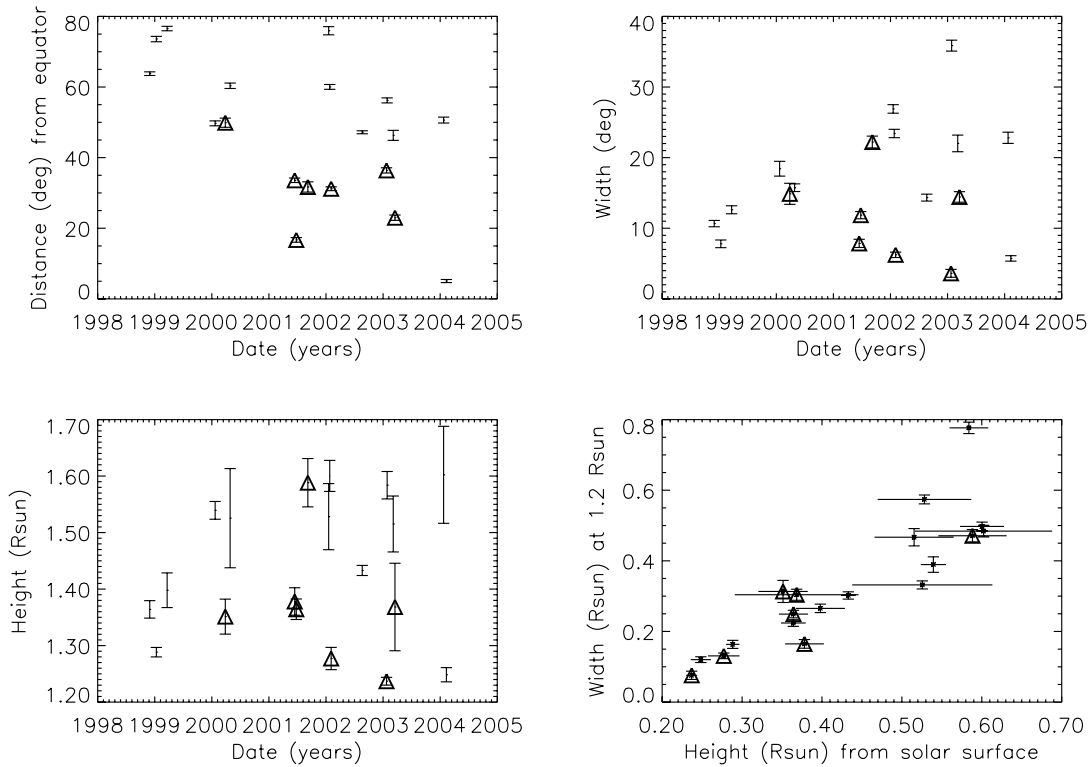 Distance (deg) from equator
80
60
40
20
0
1998 1999 2000 2001 2002 2003 2004 2005
Date (years)
Width (deg)
40
30
20
10
0
1998 1999 2000 2001 2002 2003 2004 2005
Date (years)
Height (Rsun)
1.70
1.60
1.50
1.40
1.30
1.20
1998 1999 2000 2001 2002 2003 2004 2005
Date (years)
Width (Rsun) at 1.2 Rsun
0.8
0.6
0.4
0.2
0.0
0.20 0.30 0.40 0.50 0.60 0.70
Height (Rsun) from solar surface